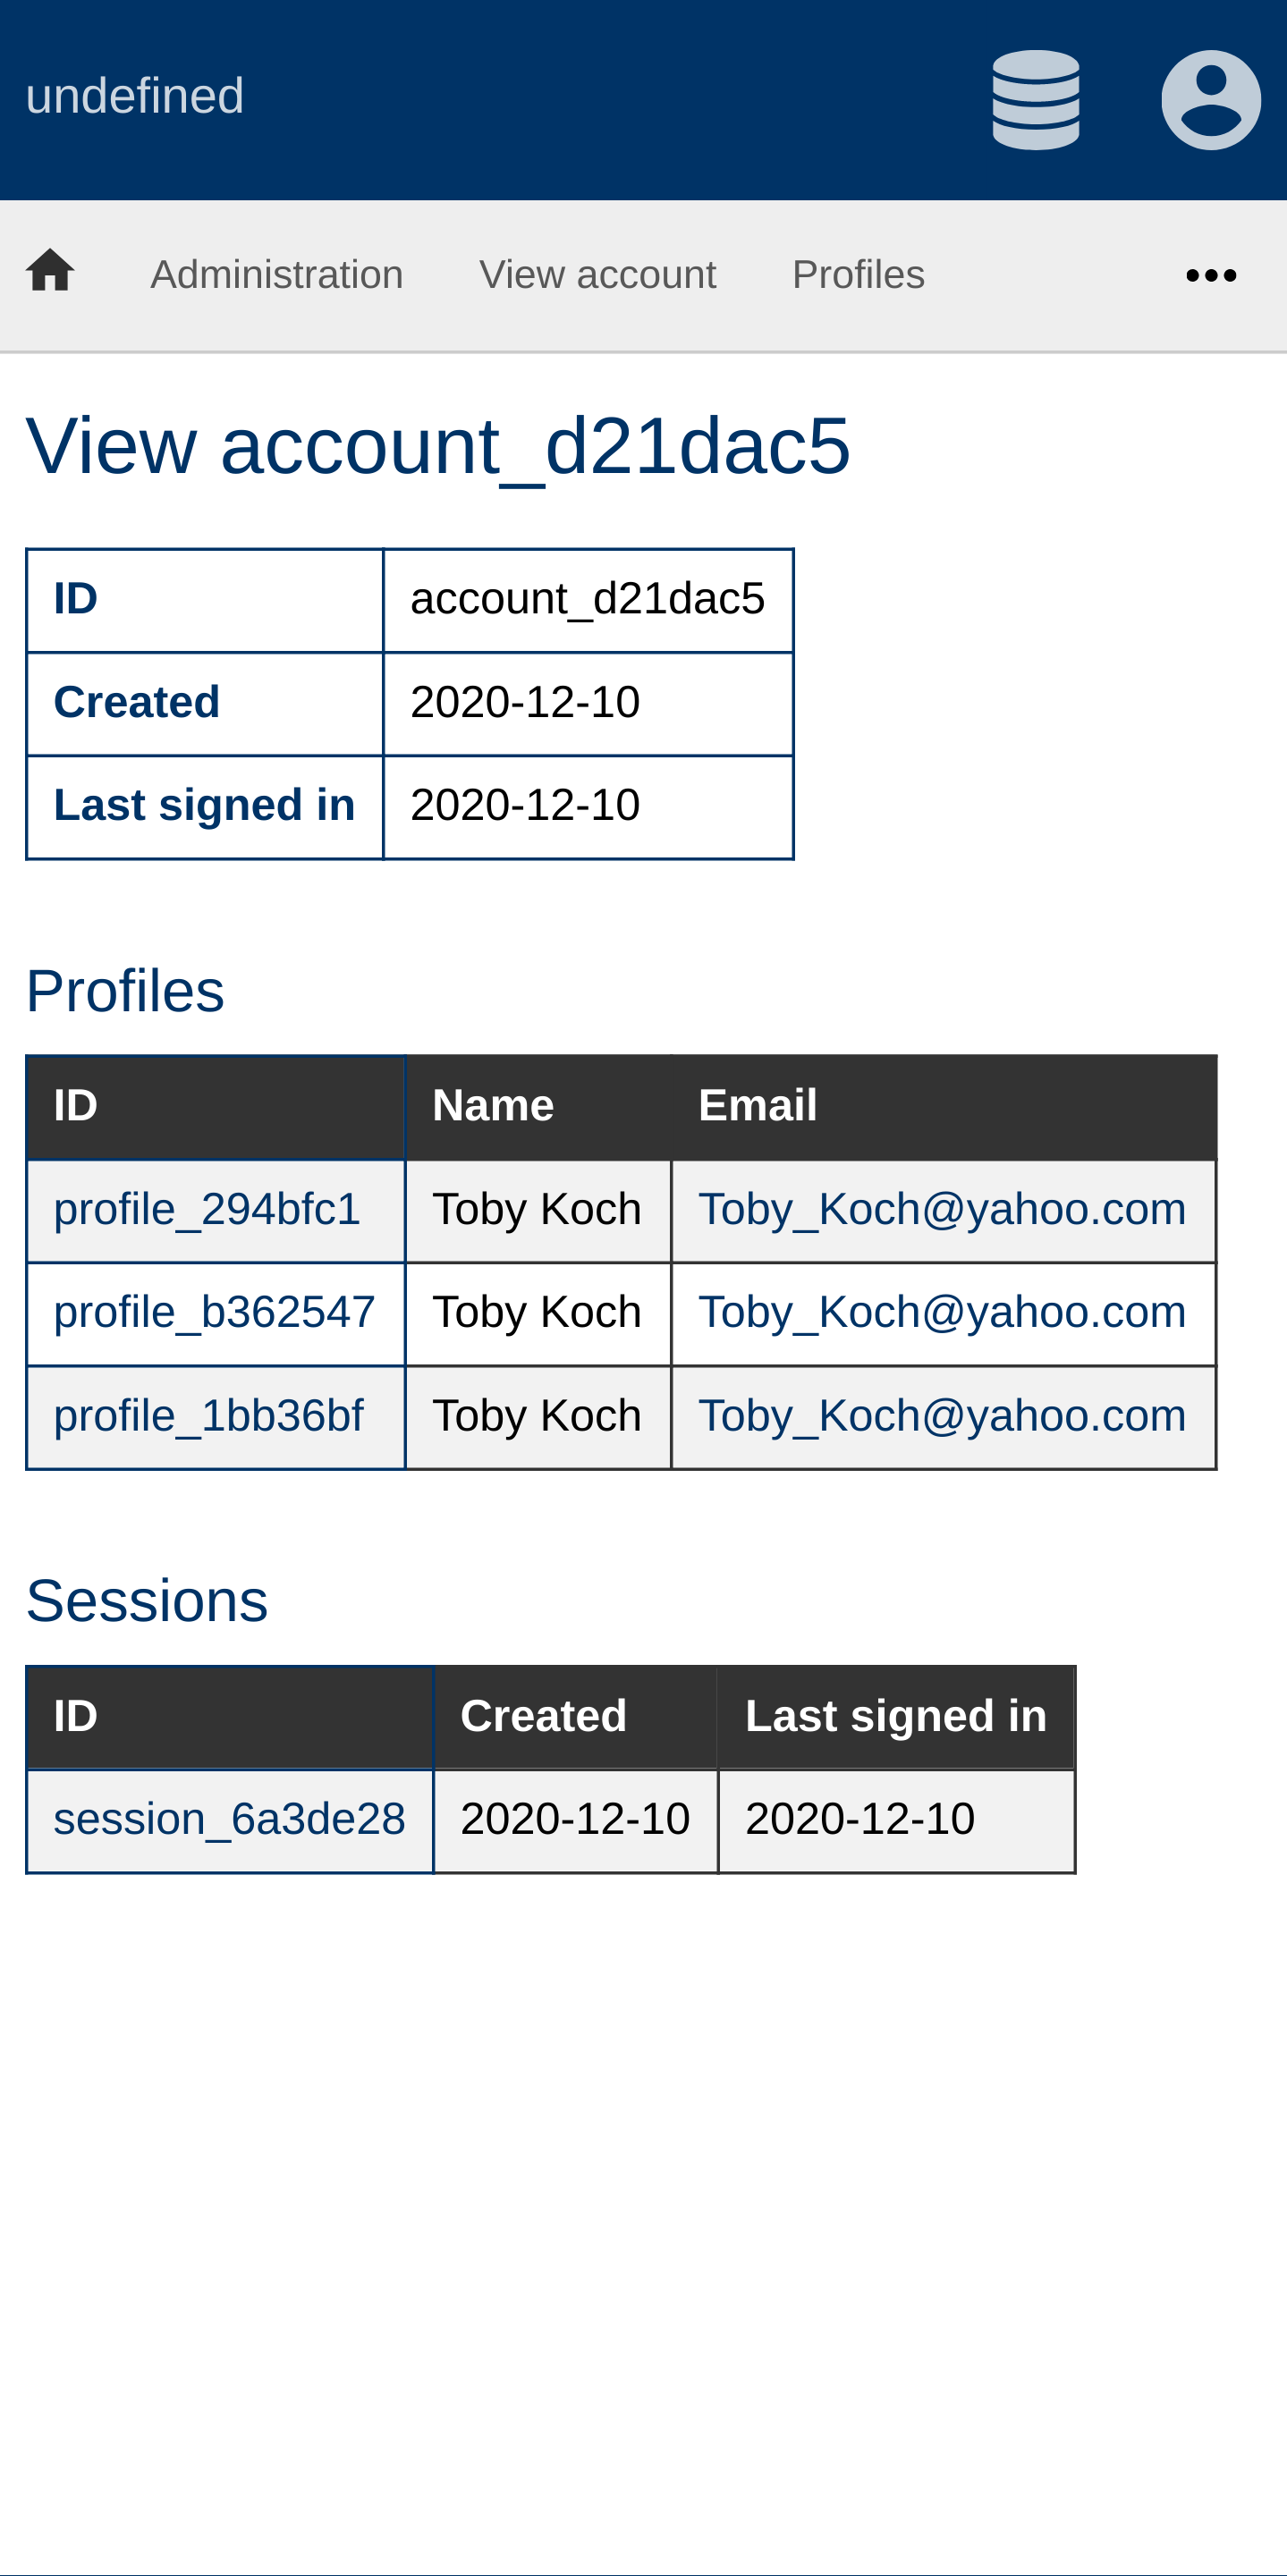 undefined
Administration View account Profiles •••
View account_d21dac5
ID account_d21dac5
Created 2020-12-10
Last signed in 2020-12-10
Profiles
ID Name Email
profile_294bfc1 Toby Koch Toby_Koch@yahoo.com
profile_b362547 Toby Koch Toby_Koch@yahoo.com
profile_1bb36bf Toby Koch Toby_Koch@yahoo.com
Sessions
ID Created Last signed in
session_6a3de28 2020-12-10 2020-12-10